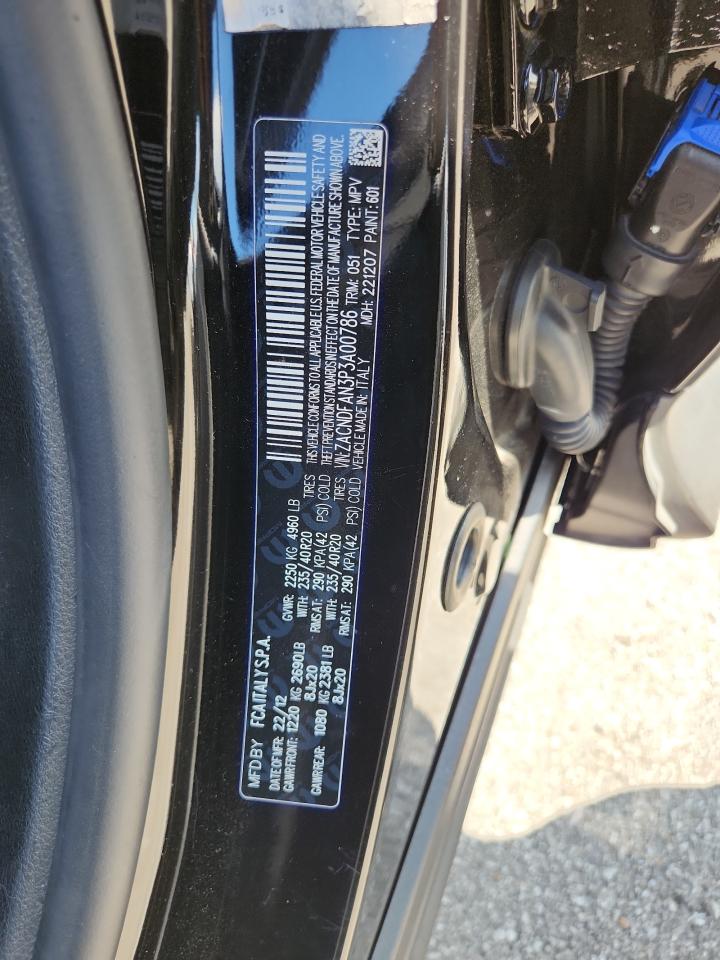 MFD BY FCA ITALY S.P.A.
DATE OF MFR: 22/12 GVWR: 2250 KG 4960 LB
GAWR FRONT: 1220 KG 2690LB WITH: 235/40R20 TIRES
8Jx20 RIMS AT: 290 KPA(42 PSI) COLD
GAWR REAR: 1080 KG 2381 LB WITH: 235/40R20 TIRES
8Jx20 RIMS AT: 290 KPA(42 PSI) COLD
THIS VEHICLE CONFORMS TO ALL APPLICABLE U.S. FEDERAL MOTOR VEHICLE SAFETY AND
THEFT PREVENTION STANDARDS IN EFFECT ON THE DATE OF MANUFACTURE SHOWN ABOVE.
VIN: ZACNDFAN3P3A00786 TRIM: 051 TYPE: MPV
VEHICLE MADE IN: ITALY MDH: 221207 PAINT: 601